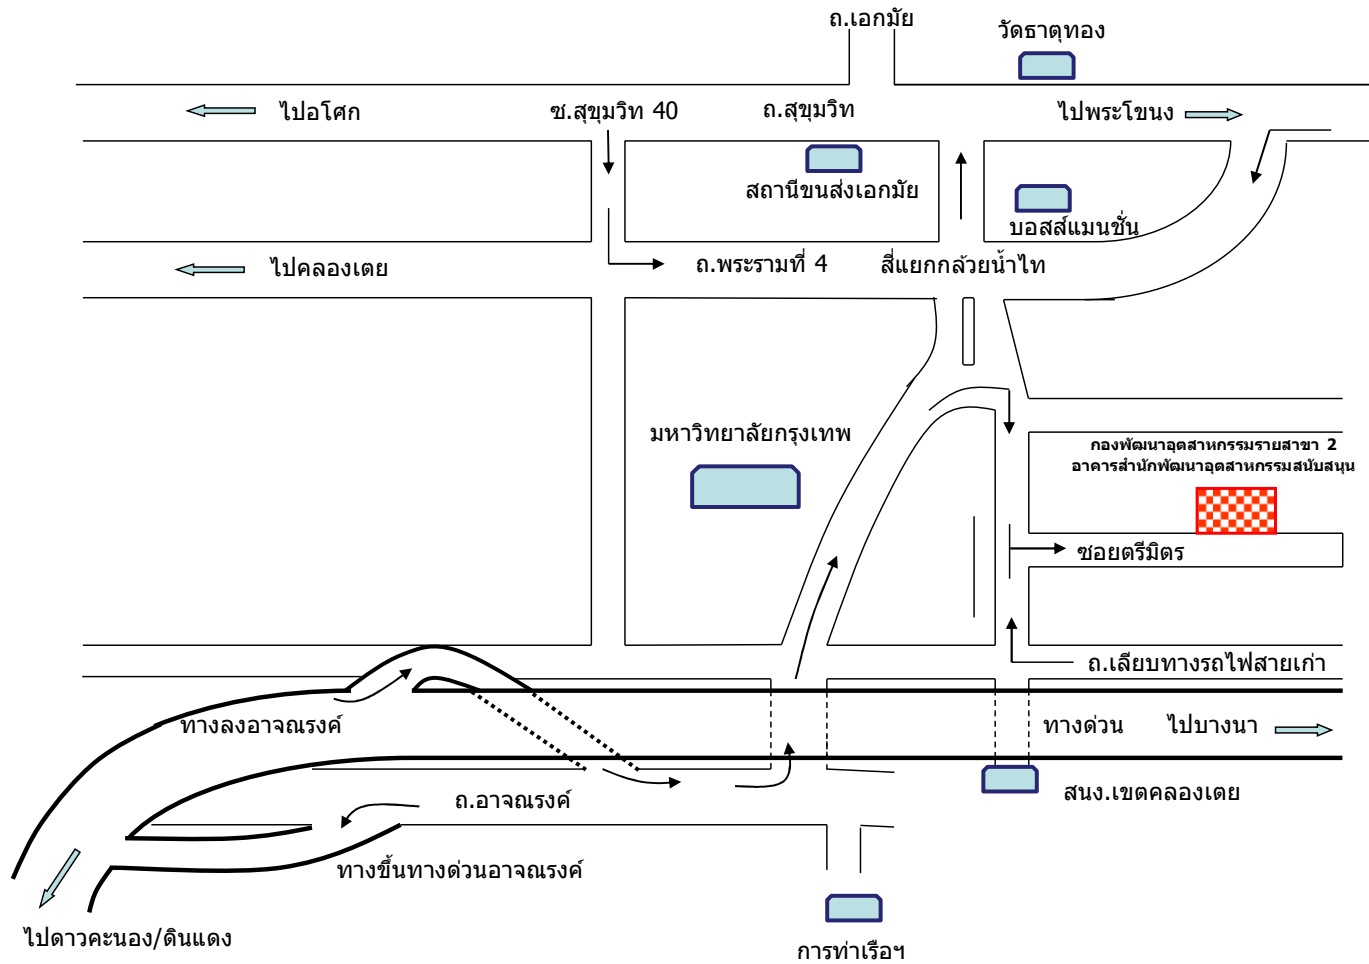 ถ.เอกมัย
วัดธาตุทอง
ไปอโศก
ซ.สุขุมวิท 40
ถ.สุขุมวิท
ไปพระโขนง
สถานีขนส่งเอกมัย
บอสส์แมนชั่น
ไปคลองเตย
ถ.พระรามที่ 4
สี่แยกกล้วยน้ำไท
มหาวิทยาลัยกรุงเทพ
กองพัฒนาอุตสาหกรรมรายสาขา 2
อาคารสำนักพัฒนาอุตสาหกรรมสนับสนุน
ซอยตรีมิตร
ถ.เลียบทางรถไฟสายเก่า
ทางลงอาจณรงค์
ทางด่วน
ไปบางนา
ถ.อาจณรงค์
สนง.เขตคลองเตย
ทางขึ้นทางด่วนอาจณรงค์
ไปดาวคะนอง/ดินแดง
การท่าเรือฯ